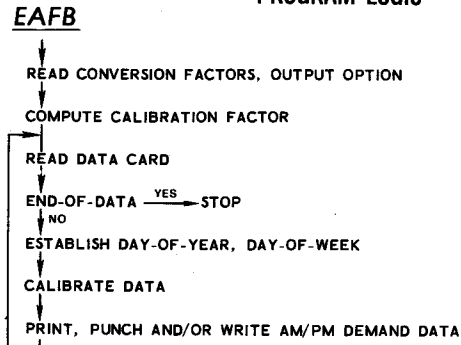 PROGRAM LOGIC
EAFB
READ CONVERSION FACTORS, OUTPUT OPTION
COMPUTE CALIBRATION FACTOR
READ DATA CARD
END-OF-DATA YES STOP
NO
ESTABLISH DAY-OF-YEAR, DAY-OF-WEEK
CALIBRATE DATA
PRINT, PUNCH AND/OR WRITE AM/PM DEMAND DATA